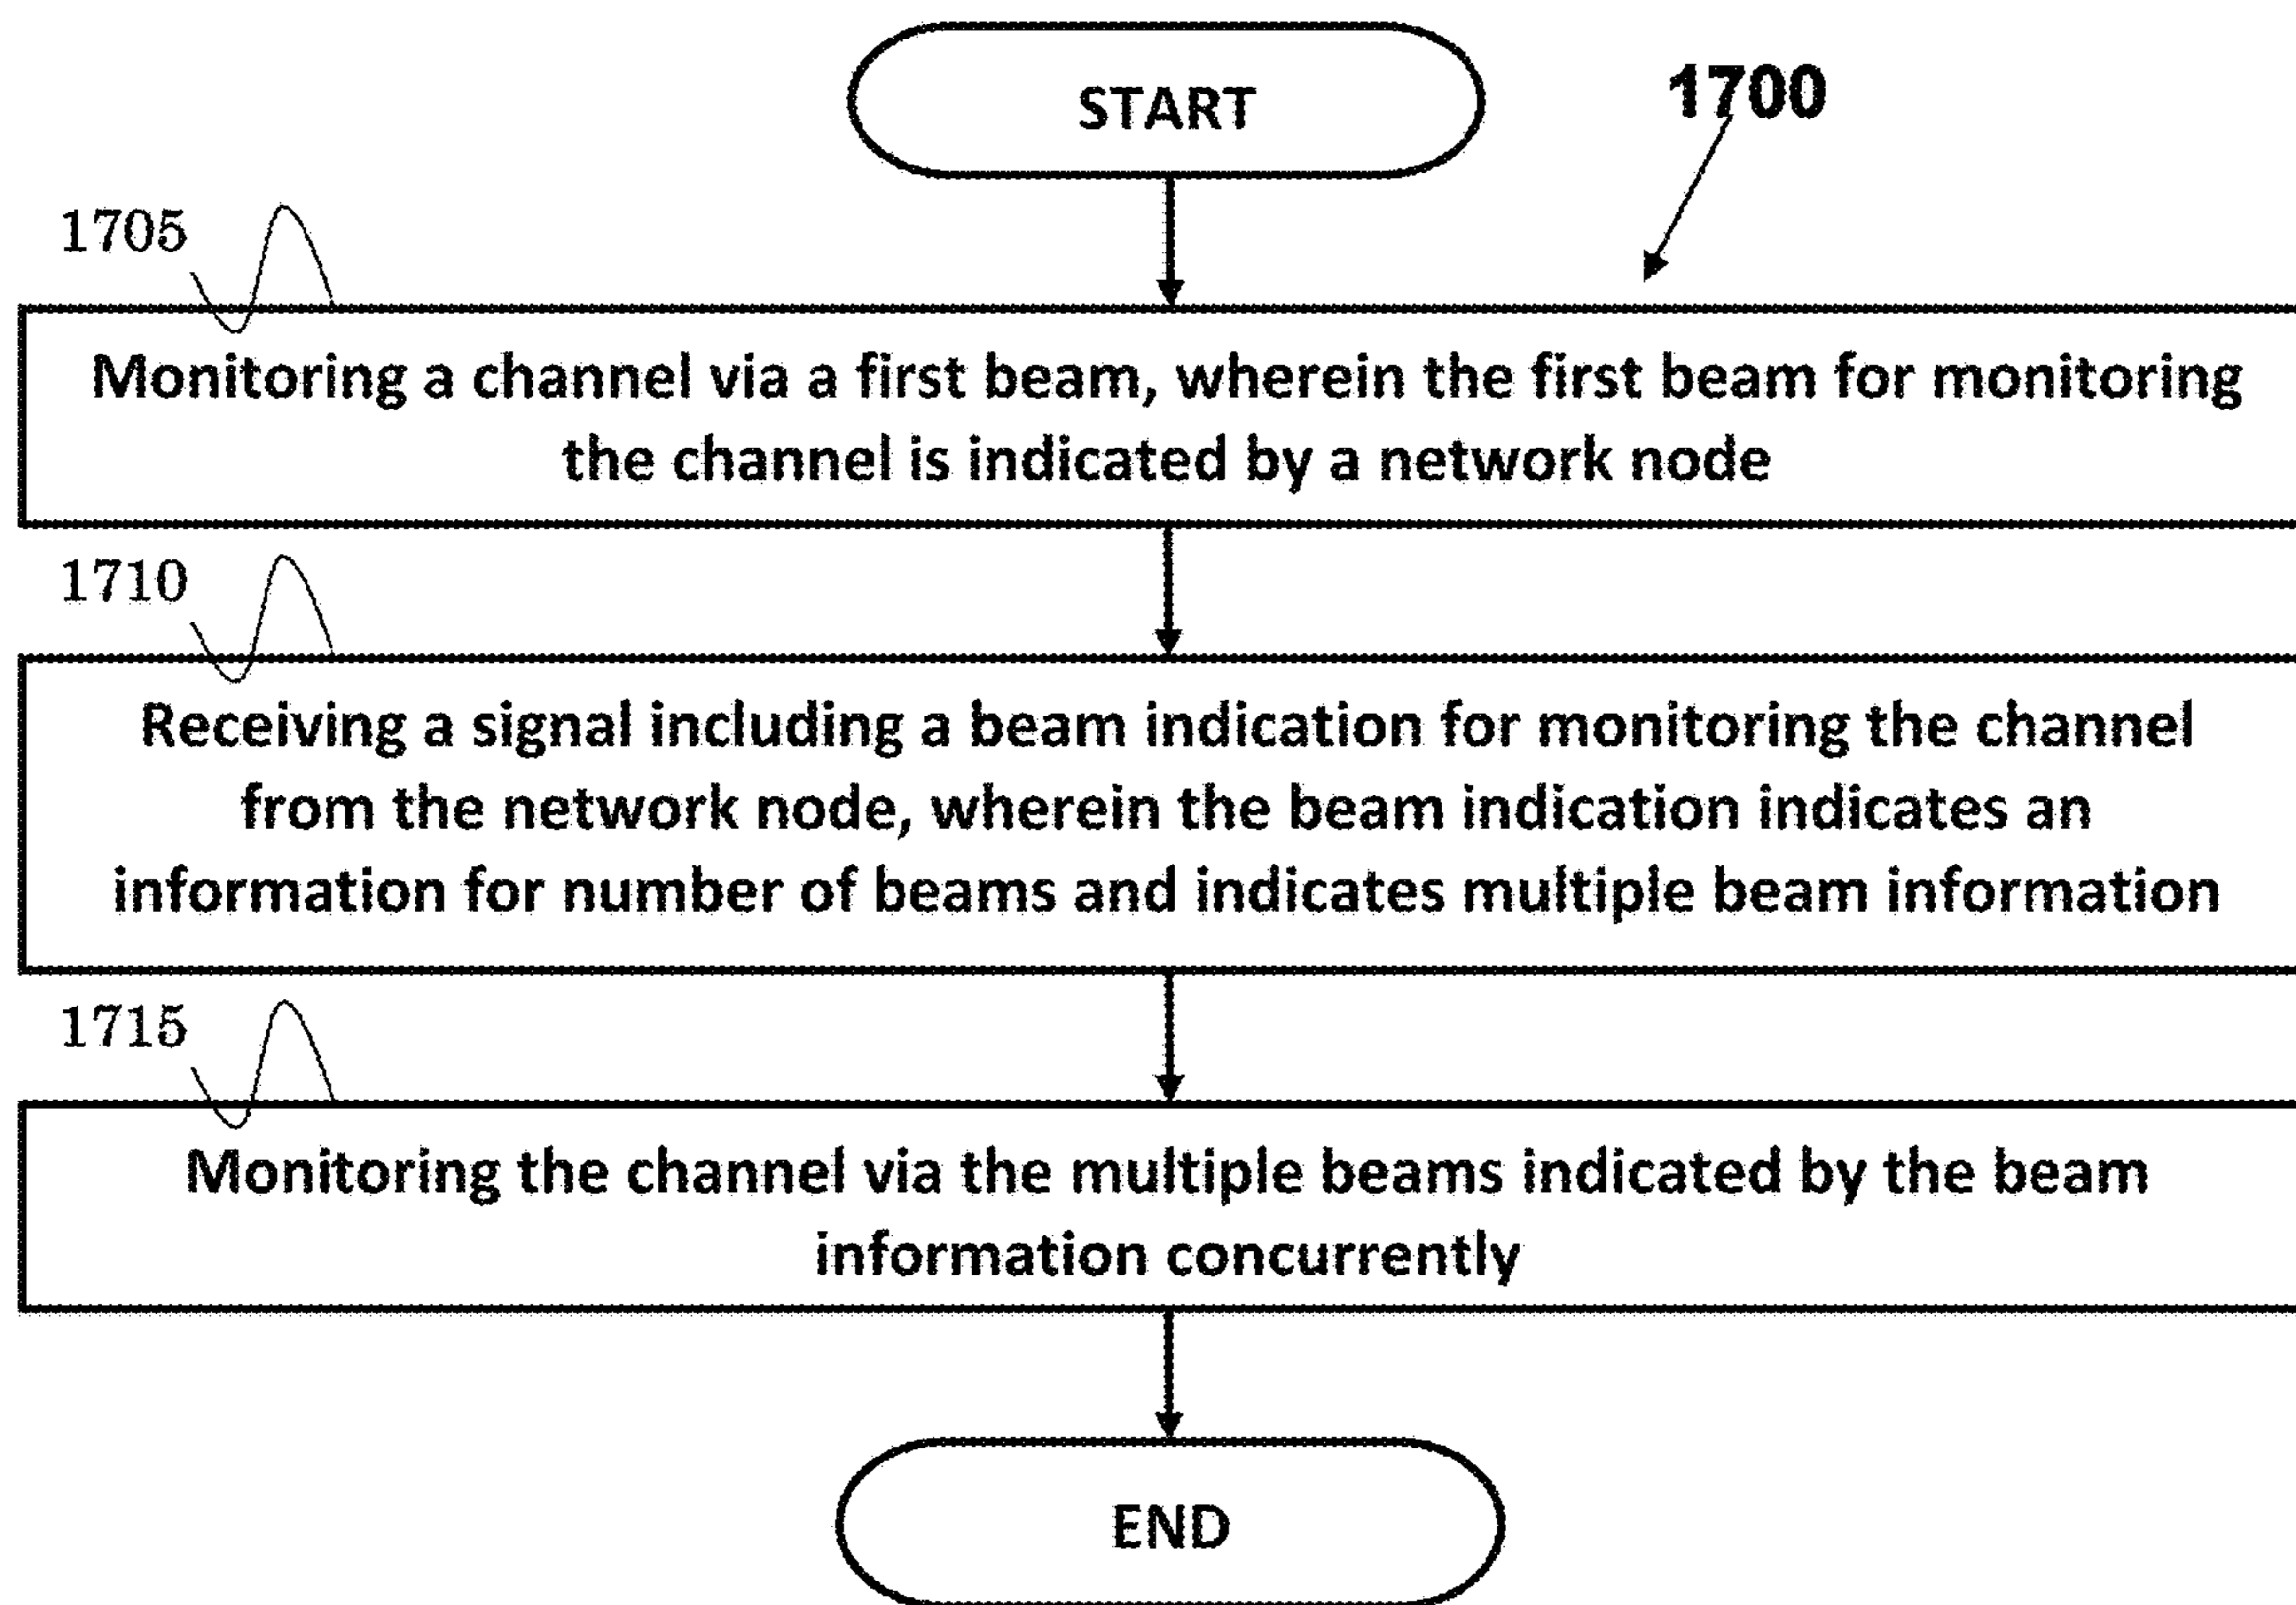 START
1700
1705
Monitoring a channel via a first beam, wherein the first beam for monitoring
the channel is indicated by a network node
1710
Receiving a signal including a beam indication for monitoring the channel
from the network node, wherein the beam indication indicates an
information for number of beams and indicates multiple beam information
1715
Monitoring the channel via the multiple beams indicated by the beam
information concurrently
END